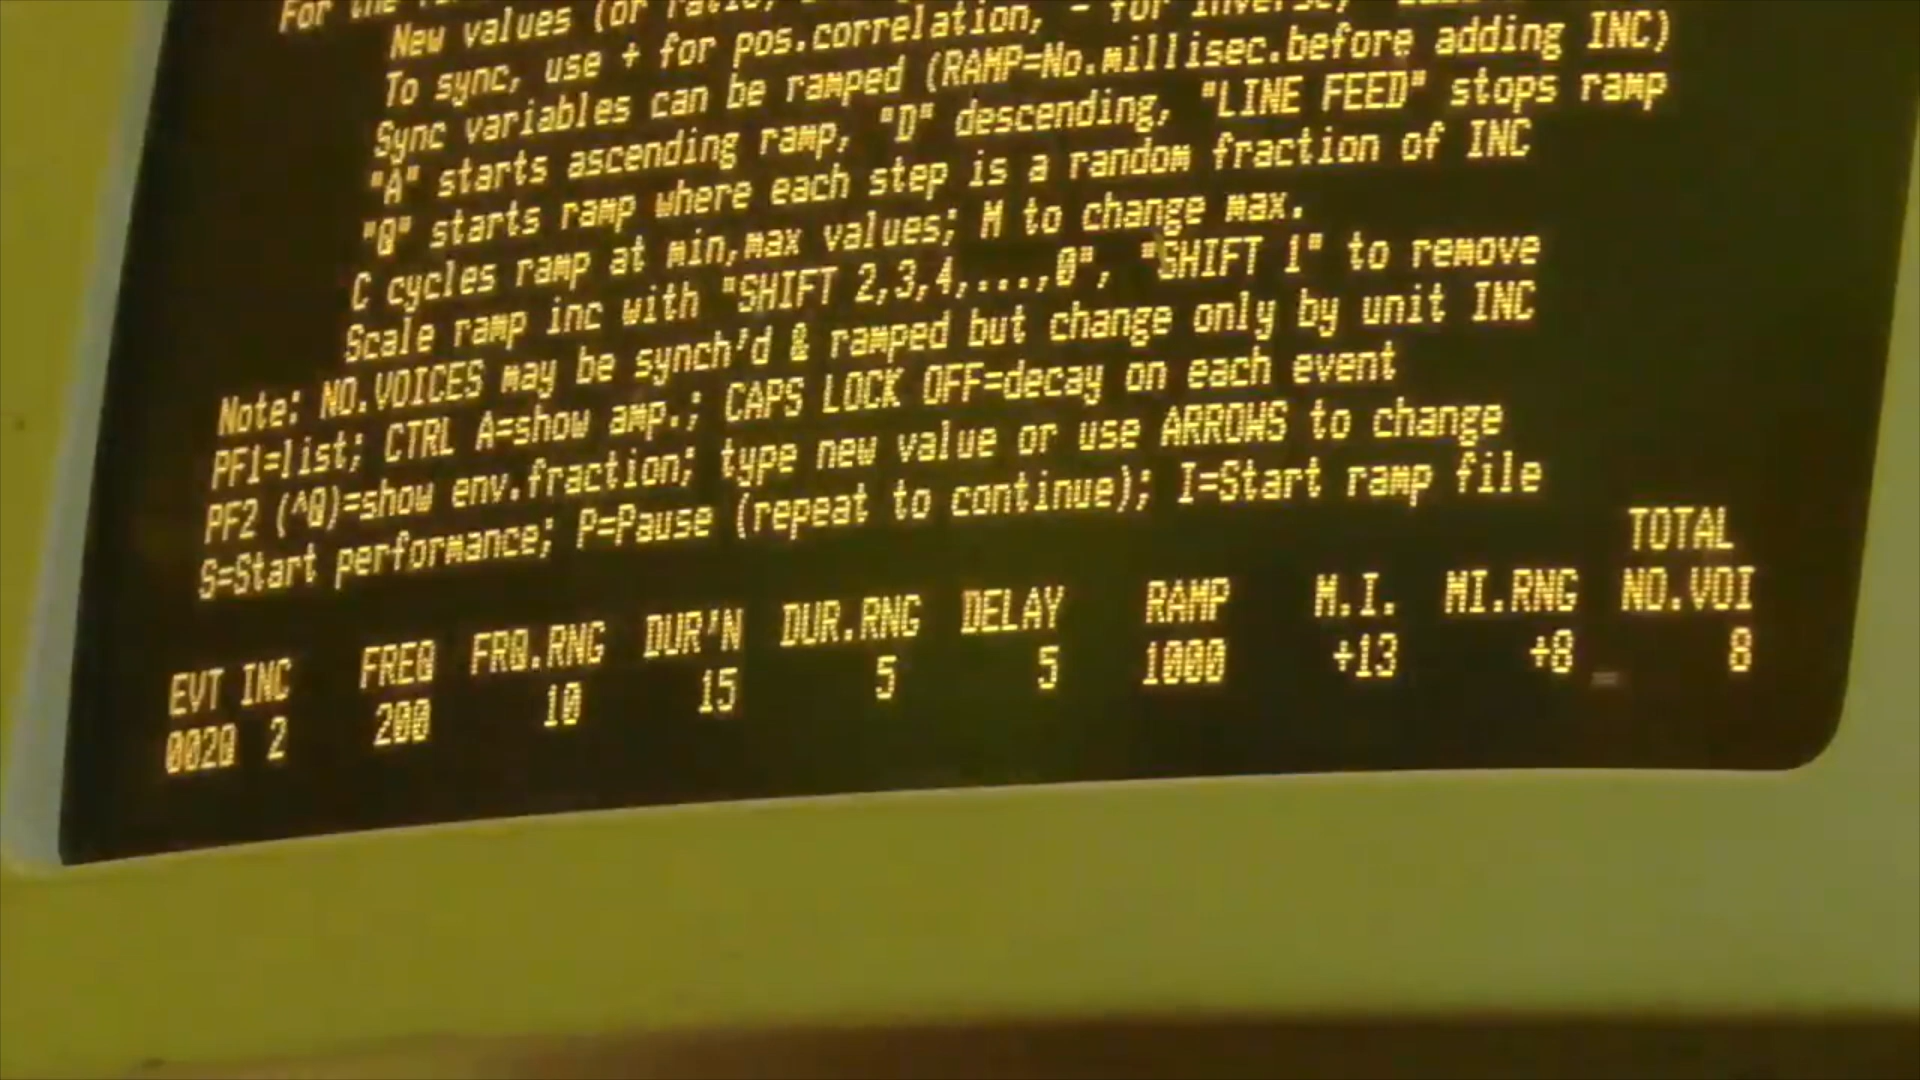 For the
New values (or ratio,
To sync, use + for pos.correlation, - for inverse,
Sync variables can be ramped (RAMP=No.millisec.before adding INC)
"A" starts ascending ramp, "D" descending, "LINE FEED" stops ramp
"Q" starts ramp where each step is a random fraction of INC
C cycles ramp at min,max values; M to change max.
Scale ramp inc with "SHIFT 2,3,4,...,0", "SHIFT 1" to remove
Note: NO.VOICES may be synch'd & ramped but change only by unit INC
PF1=list; CTRL A=show amp.; CAPS LOCK OFF=decay on each event
PF2 (^Q)=show env.fraction; type new value or use ARROWS to change
S=Start performance; P=Pause (repeat to continue); I=Start ramp file
TOTAL
EVT INC FREQ FRQ.RNG DUR'N DUR.RNG DELAY RAMP M.I. MI.RNG NO.VOI
002Q 2 200 10 15 5 5 1000 +13 +8 8